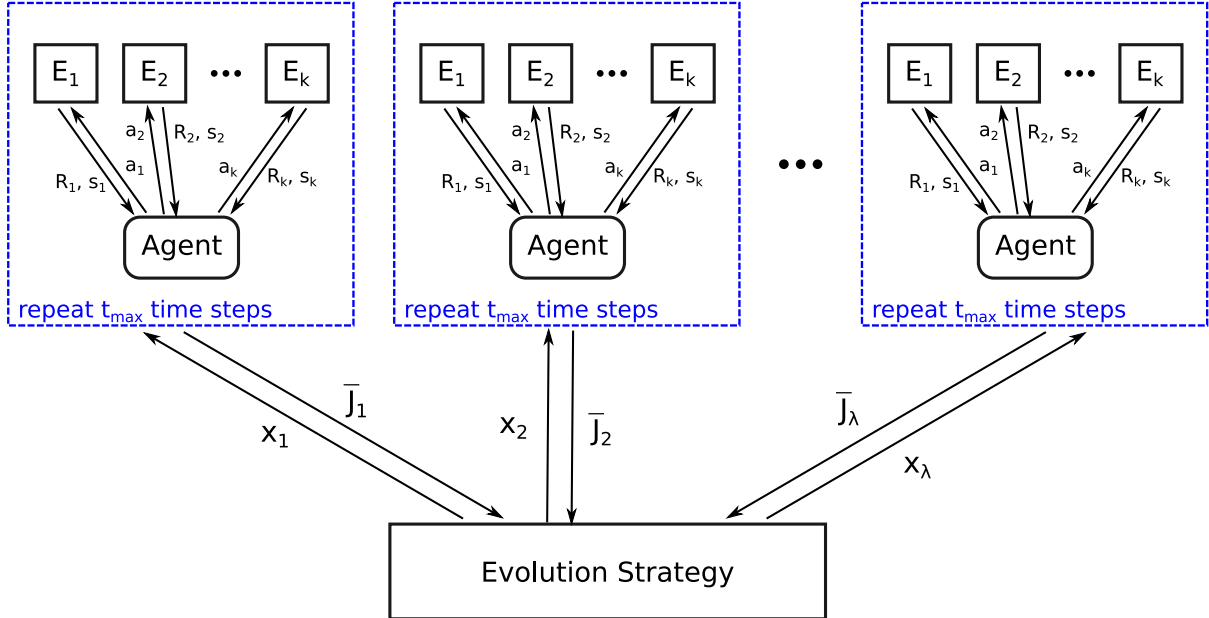 E₁ E₂ ••• Eₖ
a₂ R₂, s₂
R₁, s₁ a₁ aₖ Rₖ, sₖ
Agent
repeat tₘₐₓ time steps
E₁ E₂ ••• Eₖ
a₂ R₂, s₂
R₁, s₁ a₁ aₖ Rₖ, sₖ
Agent
repeat tₘₐₓ time steps
•••
E₁ E₂ ••• Eₖ
a₂ R₂, s₂
R₁, s₁ a₁ aₖ Rₖ, sₖ
Agent
repeat tₘₐₓ time steps
x₁ J̅₁
x₂ J̅₂
J̅_λ x_λ
Evolution Strategy